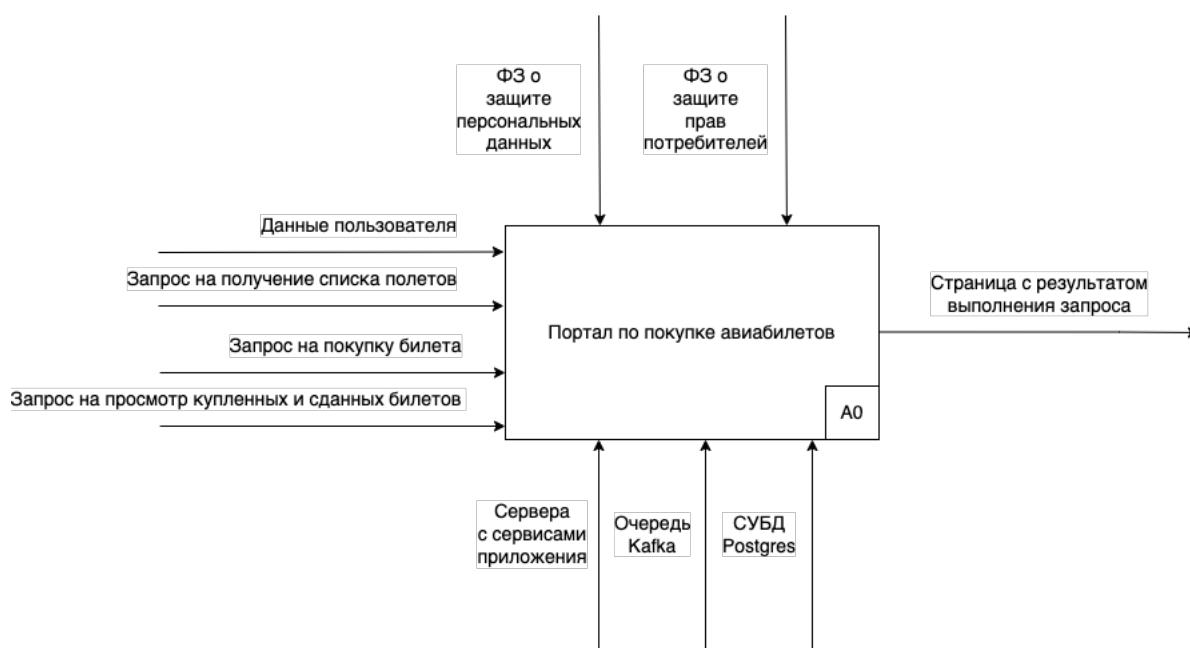 ФЗ о
защите
персональных
данных
ФЗ о
защите
прав
потребителей
Данные пользователя
Запрос на получение списка полетов
Запрос на покупку билета
Запрос на просмотр купленных и сданных билетов
Портал по покупке авиабилетов
A0
Страница с результатом
выполнения запроса
Сервера
с сервисами
приложения
Очередь
Kafka
СУБД
Postgres